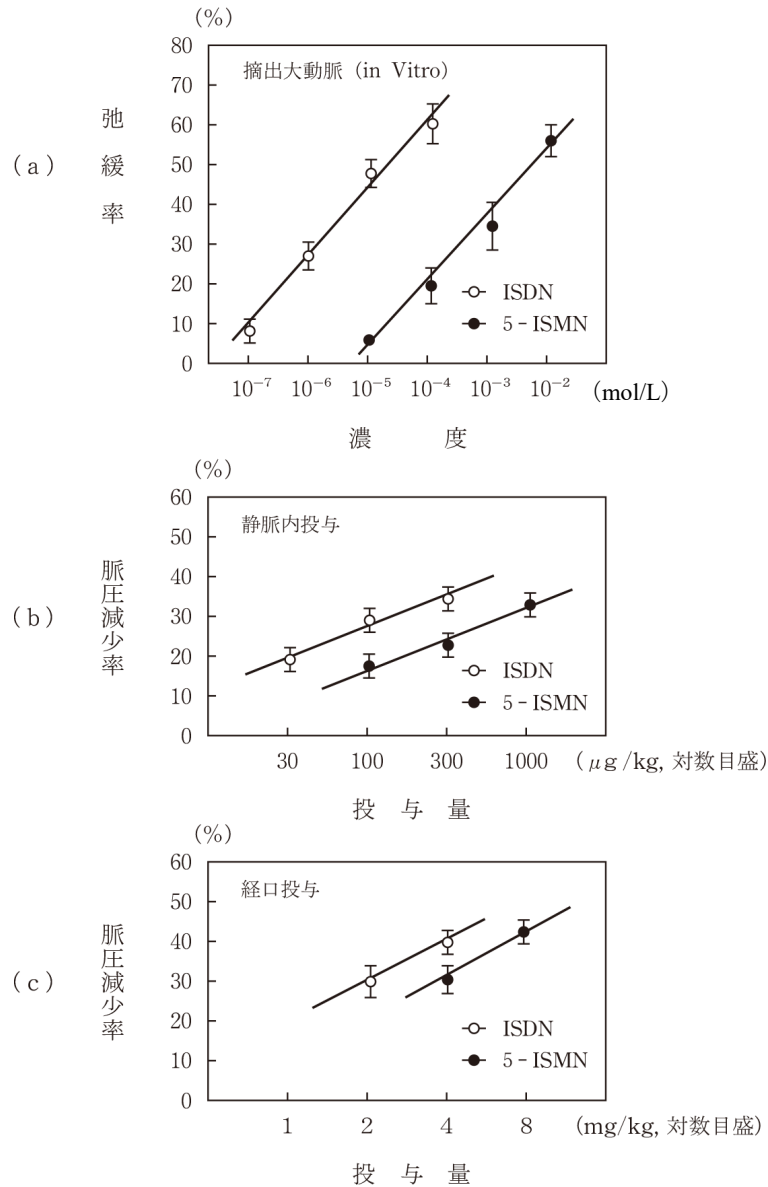 (%)
80
70
60
50
40
30
20
10
0
摘出大動脈 (in Vitro)
(a)
弛緩率
ISDN
5-ISMN
10⁻⁷ 10⁻⁶ 10⁻⁵ 10⁻⁴ 10⁻³ 10⁻² (mol/L)
濃度
(%)
60
50
40
30
20
10
0
静脈内投与
(b)
脈圧減少率
ISDN
5-ISMN
30 100 300 1000 (μg/kg, 対数目盛)
投与量
(%)
60
50
40
30
20
10
0
経口投与
(c)
脈圧減少率
ISDN
5-ISMN
1 2 4 8 (mg/kg, 対数目盛)
投与量